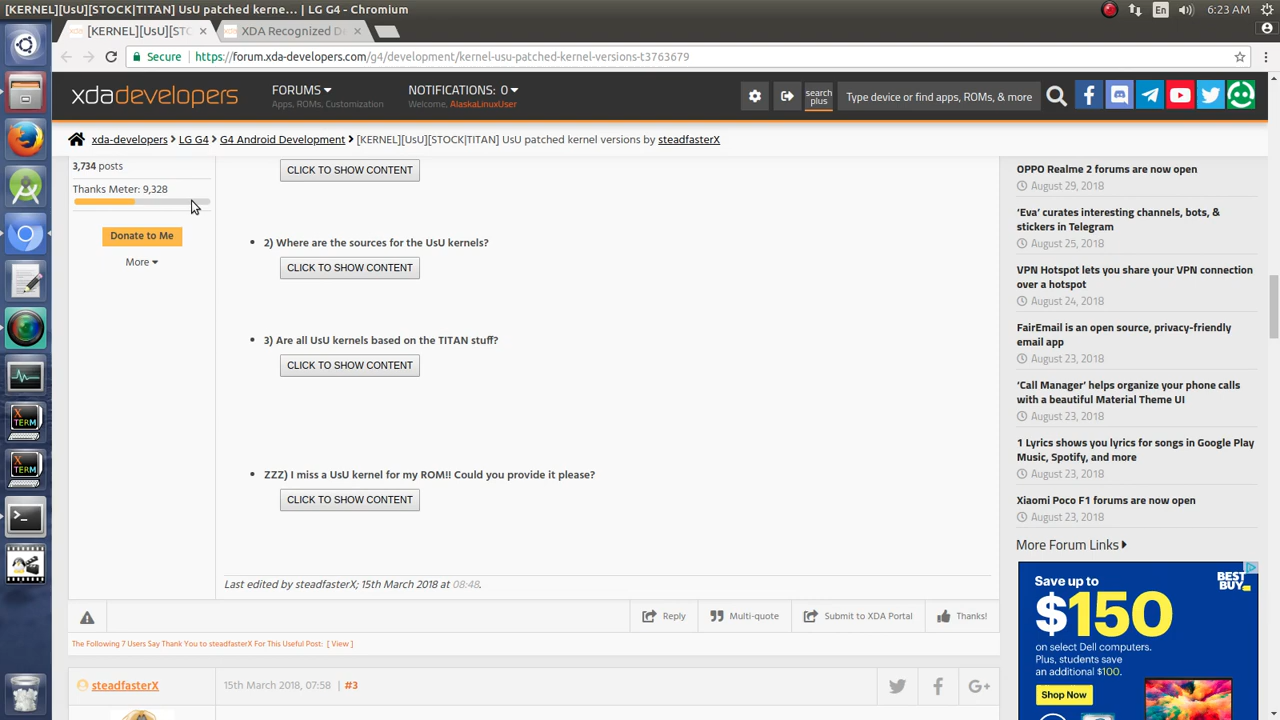 [KERNEL][UsU][STOCK|TITAN] UsU patched kerne... | LG G4 - Chromium
En
6:23 AM
[KERNEL][UsU][STO
XDA Recognized D
Secure
https://forum.xda-developers.com/g4/development/kernel-usu-patched-kernel-versions-t3763679
xdadevelopers
FORUMS
Apps, ROMs, Customization
NOTIFICATIONS: 0
Welcome, AlaskaLinuxUser
search
plus
Type device or find apps, ROMs, & more
xda-developers
LG G4
G4 Android Development
[KERNEL][UsU][STOCK|TITAN] UsU patched kernel versions by steadfasterX
3,734 posts
Thanks Meter: 9,328
Donate to Me
More
CLICK TO SHOW CONTENT
2) Where are the sources for the UsU kernels?
CLICK TO SHOW CONTENT
3) Are all UsU kernels based on the TITAN stuff?
CLICK TO SHOW CONTENT
ZZZ) I miss a UsU kernel for my ROM!! Could you provide it please?
CLICK TO SHOW CONTENT
Last edited by steadfasterX; 15th March 2018 at 08:48.
Reply
Multi-quote
Submit to XDA Portal
Thanks!
The Following 7 Users Say Thank You to steadfasterX For This Useful Post: [ View ]
steadfasterX
15th March 2018, 07:58 | #3
G+
OPPO Realme 2 forums are now open
August 29, 2018
‘Eva’ curates interesting channels, bots, &
stickers in Telegram
August 25, 2018
VPN Hotspot lets you share your VPN connection
over a hotspot
August 24, 2018
FairEmail is an open source, privacy-friendly
email app
August 23, 2018
‘Call Manager’ helps organize your phone calls
with a beautiful Material Theme UI
August 23, 2018
1 Lyrics shows you lyrics for songs in Google Play
Music, Spotify, and more
August 23, 2018
Xiaomi Poco F1 forums are now open
August 23, 2018
More Forum Links
Save up to
$150
on select Dell computers.
Plus, students save
an additional $100.
Shop Now
BEST
BUY
X
TERM
X
TERM